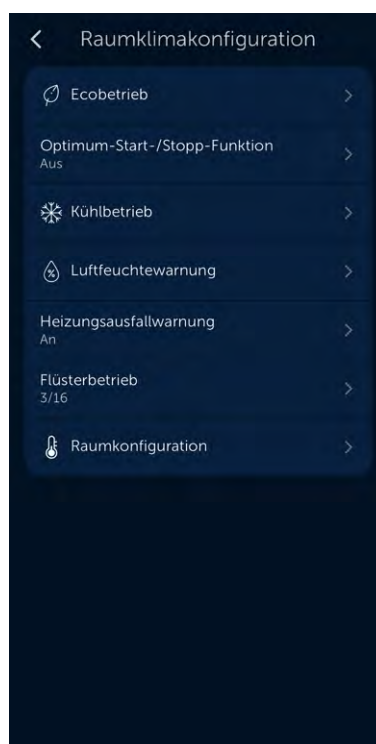 Raumklimakonfiguration
Ecobetrieb
Optimum-Start-/Stopp-Funktion
Aus
Kühlbetrieb
Luftfeuchtewarnung
Heizungsausfallwarnung
An
Flüsterbetrieb
3/16
Raumkonfiguration